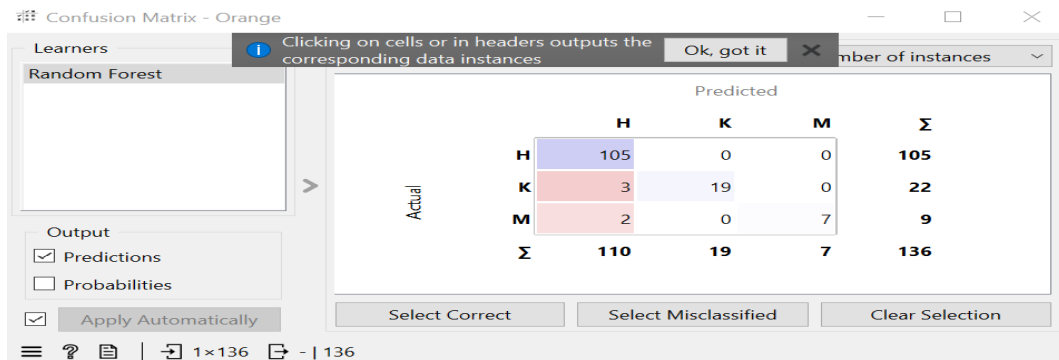 Confusion Matrix - Orange
Learners
Clicking on cells or in headers outputs the
corresponding data instances
Ok, got it
mber of instances
Random Forest
Predicted
H K M Σ
Actual
H 105 0 0 105
K 3 19 0 22
M 2 0 7 9
Σ 110 19 7 136
Output
Predictions
Probabilities
Apply Automatically
Select Correct
Select Misclassified
Clear Selection
1×136 - | 136